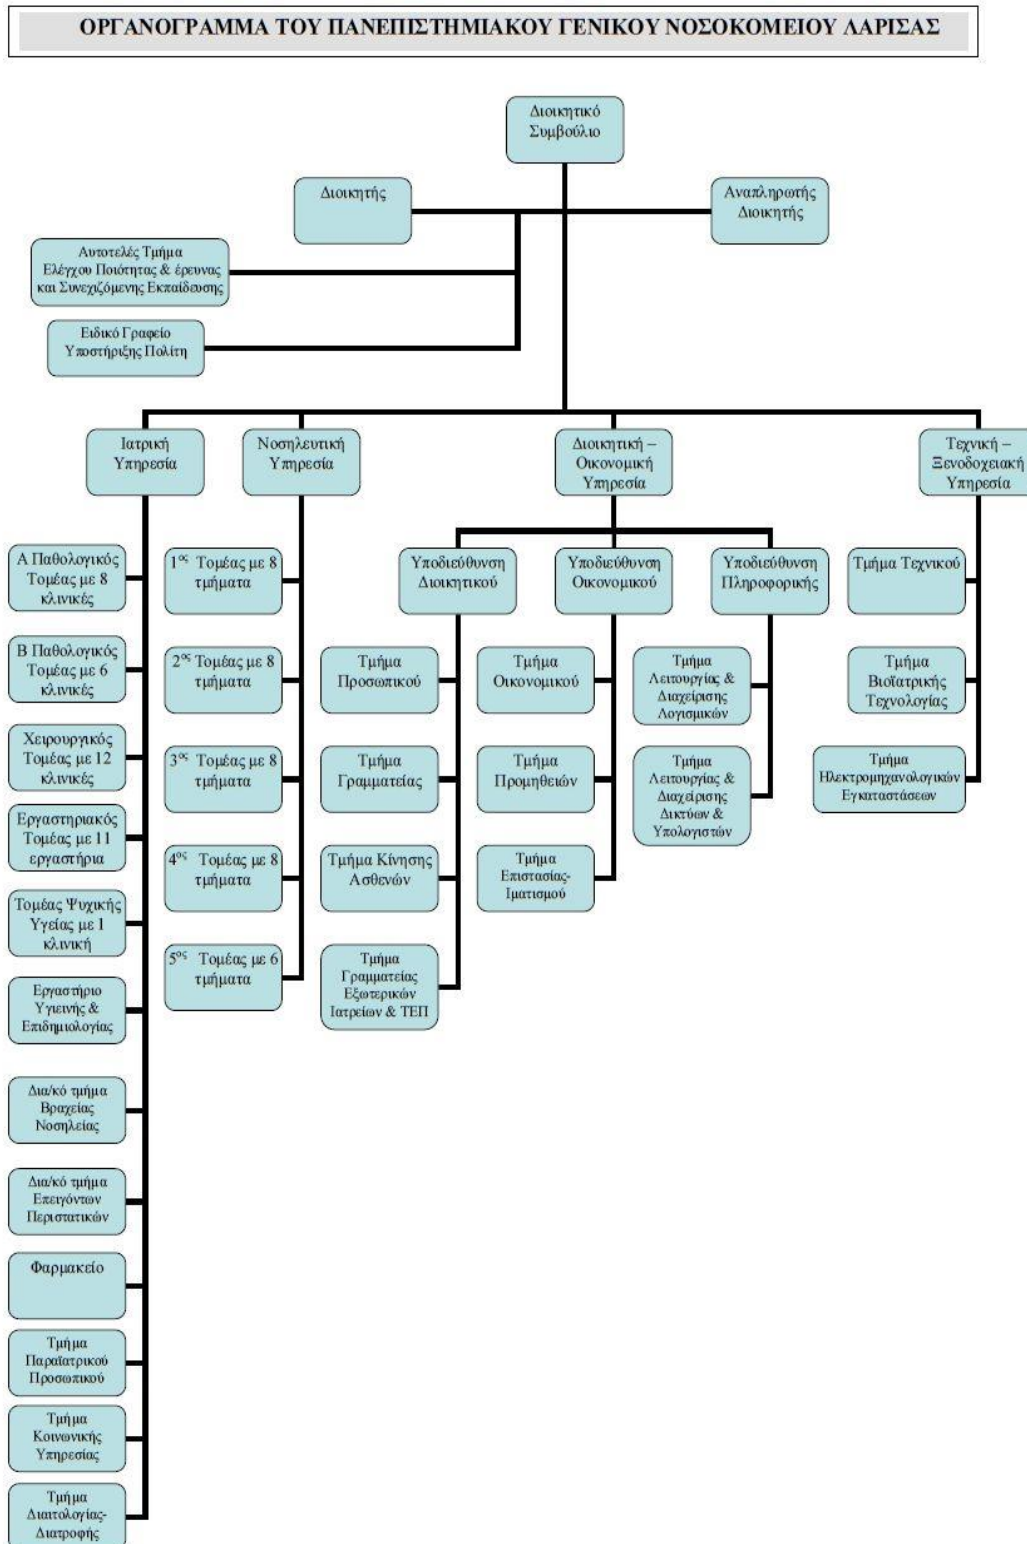 ΟΡΓΑΝΟΓΡΑΜΜΑ ΤΟΥ ΠΑΝΕΠΙΣΤΗΜΙΑΚΟΥ ΓΕΝΙΚΟΥ ΝΟΣΟΚΟΜΕΙΟΥ ΛΑΡΙΣΑΣ
Διοικητικό
Συμβούλιο
Διοικητής
Αναπληρωτής
Διοικητής
Αυτοτελές Τμήμα
Ελέγχου Ποιότητας & έρευνας
και Συνεχιζόμενης Εκπαίδευσης
Ειδικό Γραφείο
Υποστήριξης Πολίτη
Ιατρική
Υπηρεσία
Νοσηλευτική
Υπηρεσία
Διοικητική –
Οικονομική
Υπηρεσία
Τεχνική –
Ξενοδοχειακή
Υπηρεσία
Α Παθολογικός
Τομέας με 8
κλινικές
Β Παθολογικός
Τομέας με 6
κλινικές
Χειρουργικός
Τομέας με 12
κλινικές
Εργαστηριακός
Τομέας με 11
εργαστήρια
Τομέας Ψυχικής
Υγείας με 1
κλινική
Εργαστήριο
Υγιεινής &
Επιδημιολογίας
Δια/κό τμήμα
Βραχείας
Νοσηλείας
Δια/κό τμήμα
Επειγόντων
Περιστατικών
Φαρμακείο
Τμήμα
Παραϊατρικού
Προσωπικού
Τμήμα
Κοινωνικής
Υπηρεσίας
Τμήμα
Διαιτολογίας-
Διατροφής
1ος Τομέας με 8
τμήματα
2ος Τομέας με 8
τμήματα
3ος Τομέας με 8
τμήματα
4ος Τομέας με 8
τμήματα
5ος Τομέας με 6
τμήματα
Υποδιεύθυνση
Διοικητικού
Τμήμα
Προσωπικού
Τμήμα
Γραμματείας
Τμήμα Κίνησης
Ασθενών
Τμήμα
Γραμματείας
Εξωτερικών
Ιατρείων & ΤΕΠ
Υποδιεύθυνση
Οικονομικού
Τμήμα
Οικονομικού
Τμήμα
Προμηθειών
Τμήμα
Επιστασίας-
Ιματισμού
Υποδιεύθυνση
Πληροφορικής
Τμήμα
Λειτουργίας &
Διαχείρισης
Λογισμικών
Τμήμα
Λειτουργίας &
Διαχείρισης
Δικτύων &
Υπολογιστών
Τμήμα Τεχνικού
Τμήμα
Βιοϊατρικής
Τεχνολογίας
Τμήμα
Ηλεκτρομηχανολογικών
Εγκαταστάσεων